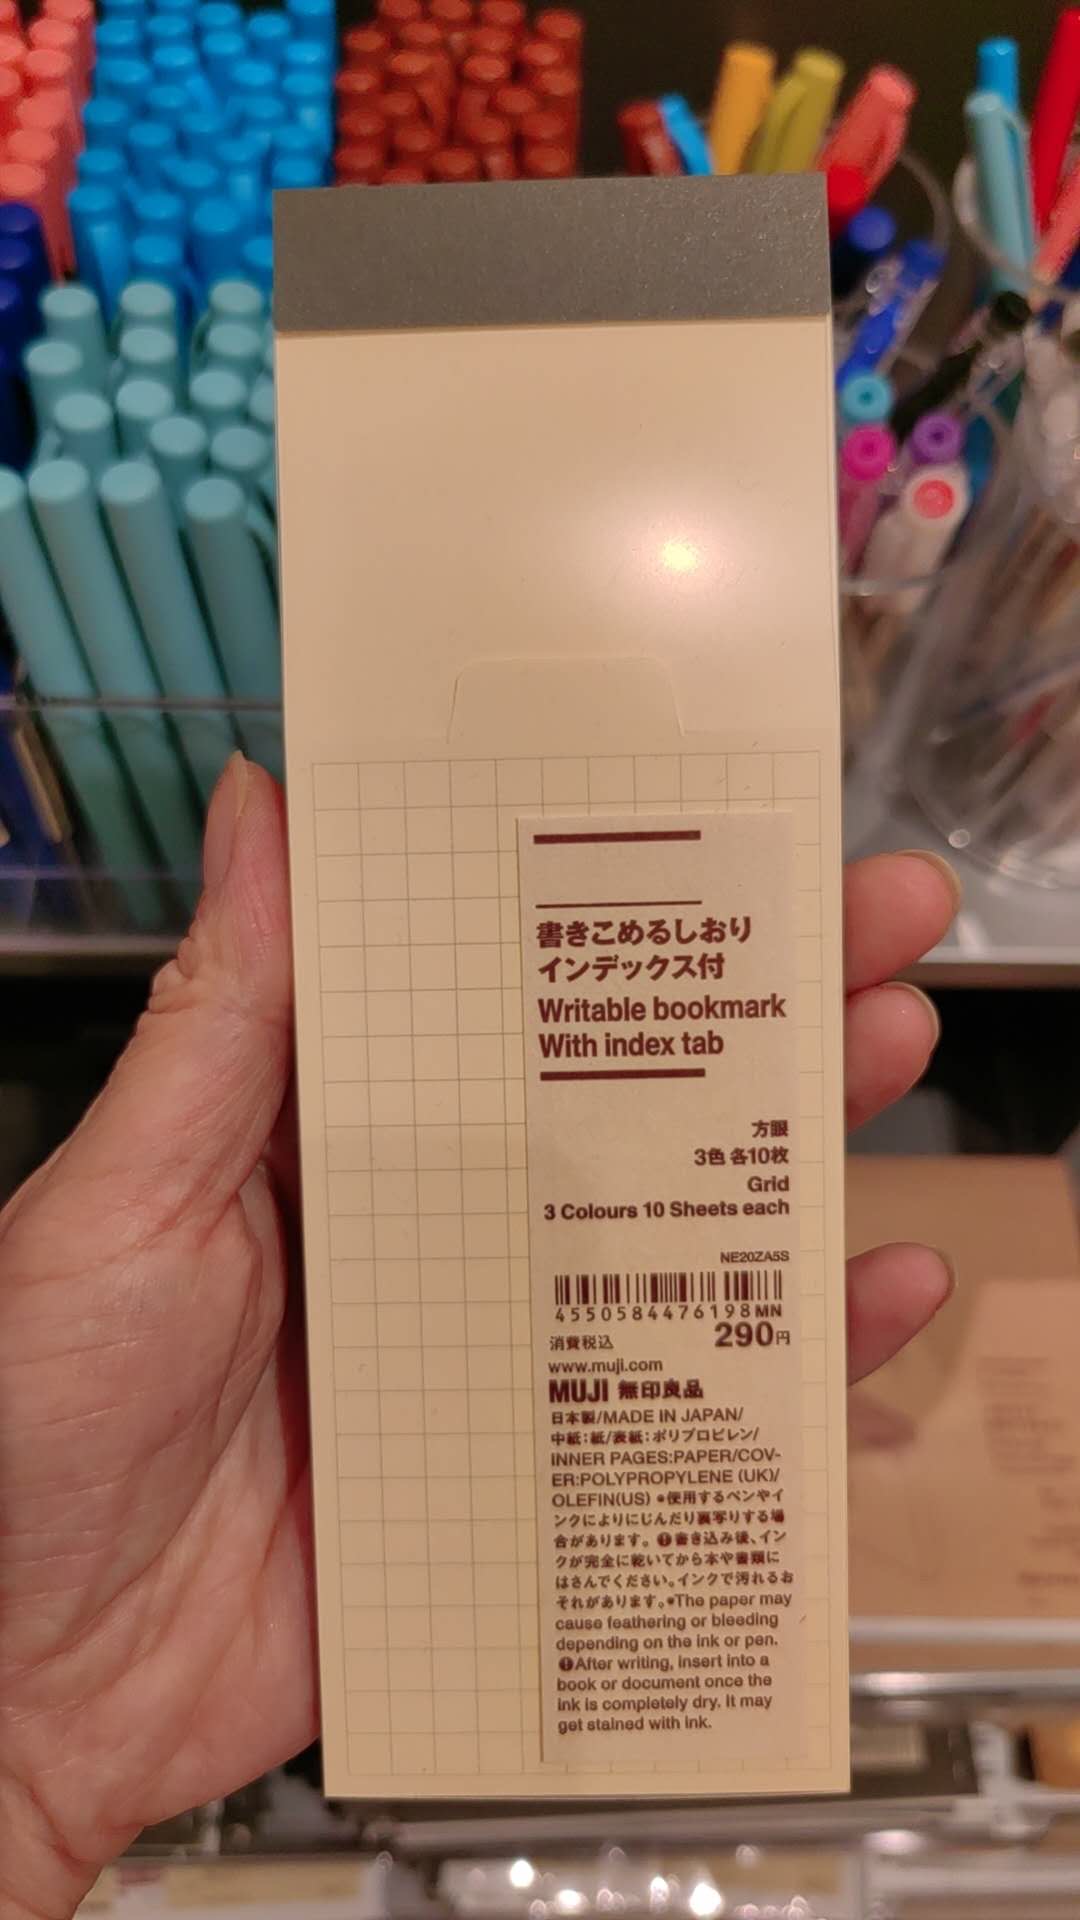 書きこめるしおり
インデックス付
Writable bookmark
With index tab
方眼
3色 各10枚
Grid
3 Colours 10 Sheets each
NE20ZA5S
4550584476198 MN
消費税込 290円
www.muji.com
MUJI 無印良品
日本製/MADE IN JAPAN/
中紙:紙/表紙:ポリプロピレン/
INNER PAGES:PAPER/COV-
ER:POLYPROPYLENE (UK)/
OLEFIN(US) ●使用するペンやイ
ンクによりにじんだり裏写りする場
合があります。❶書き込み後、イン
クが完全に乾いてから本や書類に
はさんでください。インクで汚れるお
それがあります。●The paper may
cause feathering or bleeding
depending on the ink or pen.
❶After writing, insert into a
book or document once the
ink is completely dry. It may
get stained with ink.